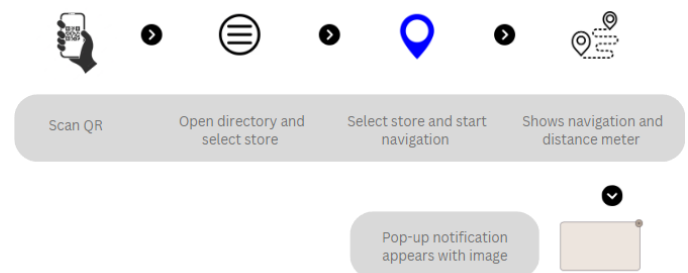 Scan QR
Open directory and
select store
Select store and start
navigation
Shows navigation and
distance meter
Pop-up notification
appears with image